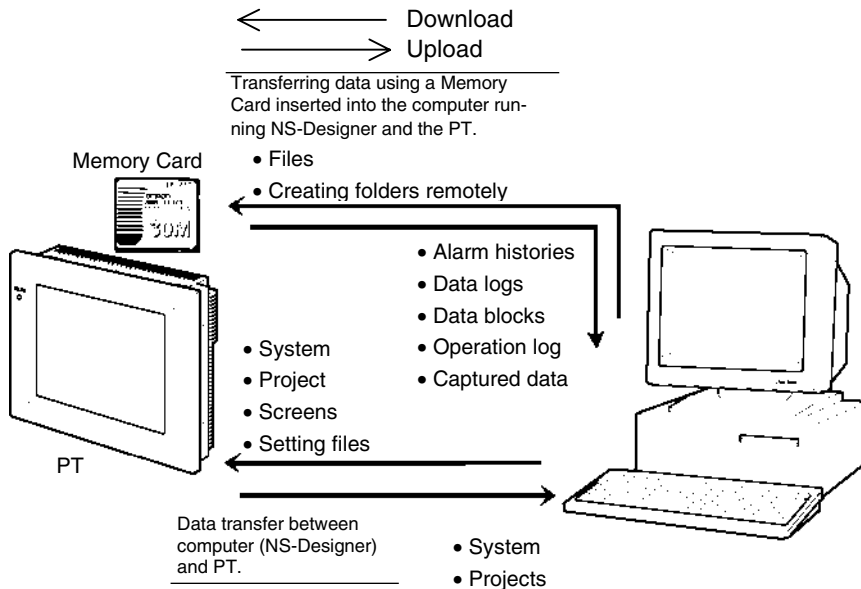 Download
Upload
Transferring data using a Memory
Card inserted into the computer run-
ning NS-Designer and the PT.
Memory Card
• Files
• Creating folders remotely
30M
• Alarm histories
• Data logs
• Data blocks
• Operation log
• Captured data
• System
• Project
• Screens
• Setting files
PT
Data transfer between
computer (NS-Designer)
and PT.
• System
• Projects